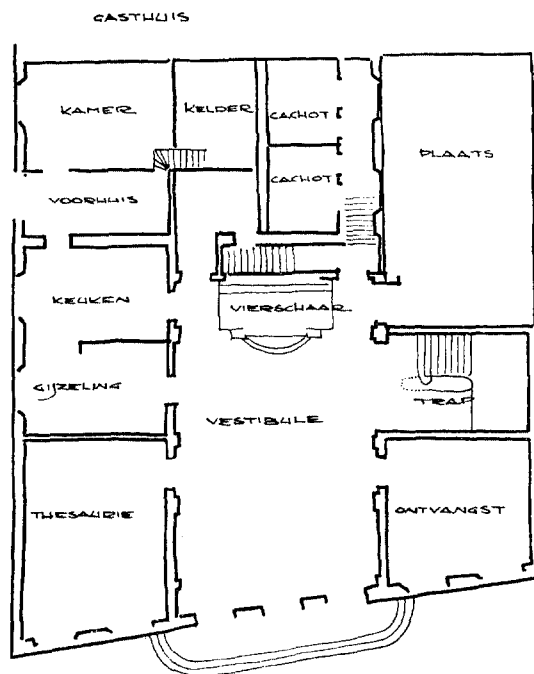 GASTHUIS
KAMER
KELDER
CACHOT
PLAATS
CACHOT
VOORHUIS
KEUKEN
VIERSCHAAR
GIJZELING
TRAP
VESTIBULE
THESAURIE
ONTVANGST